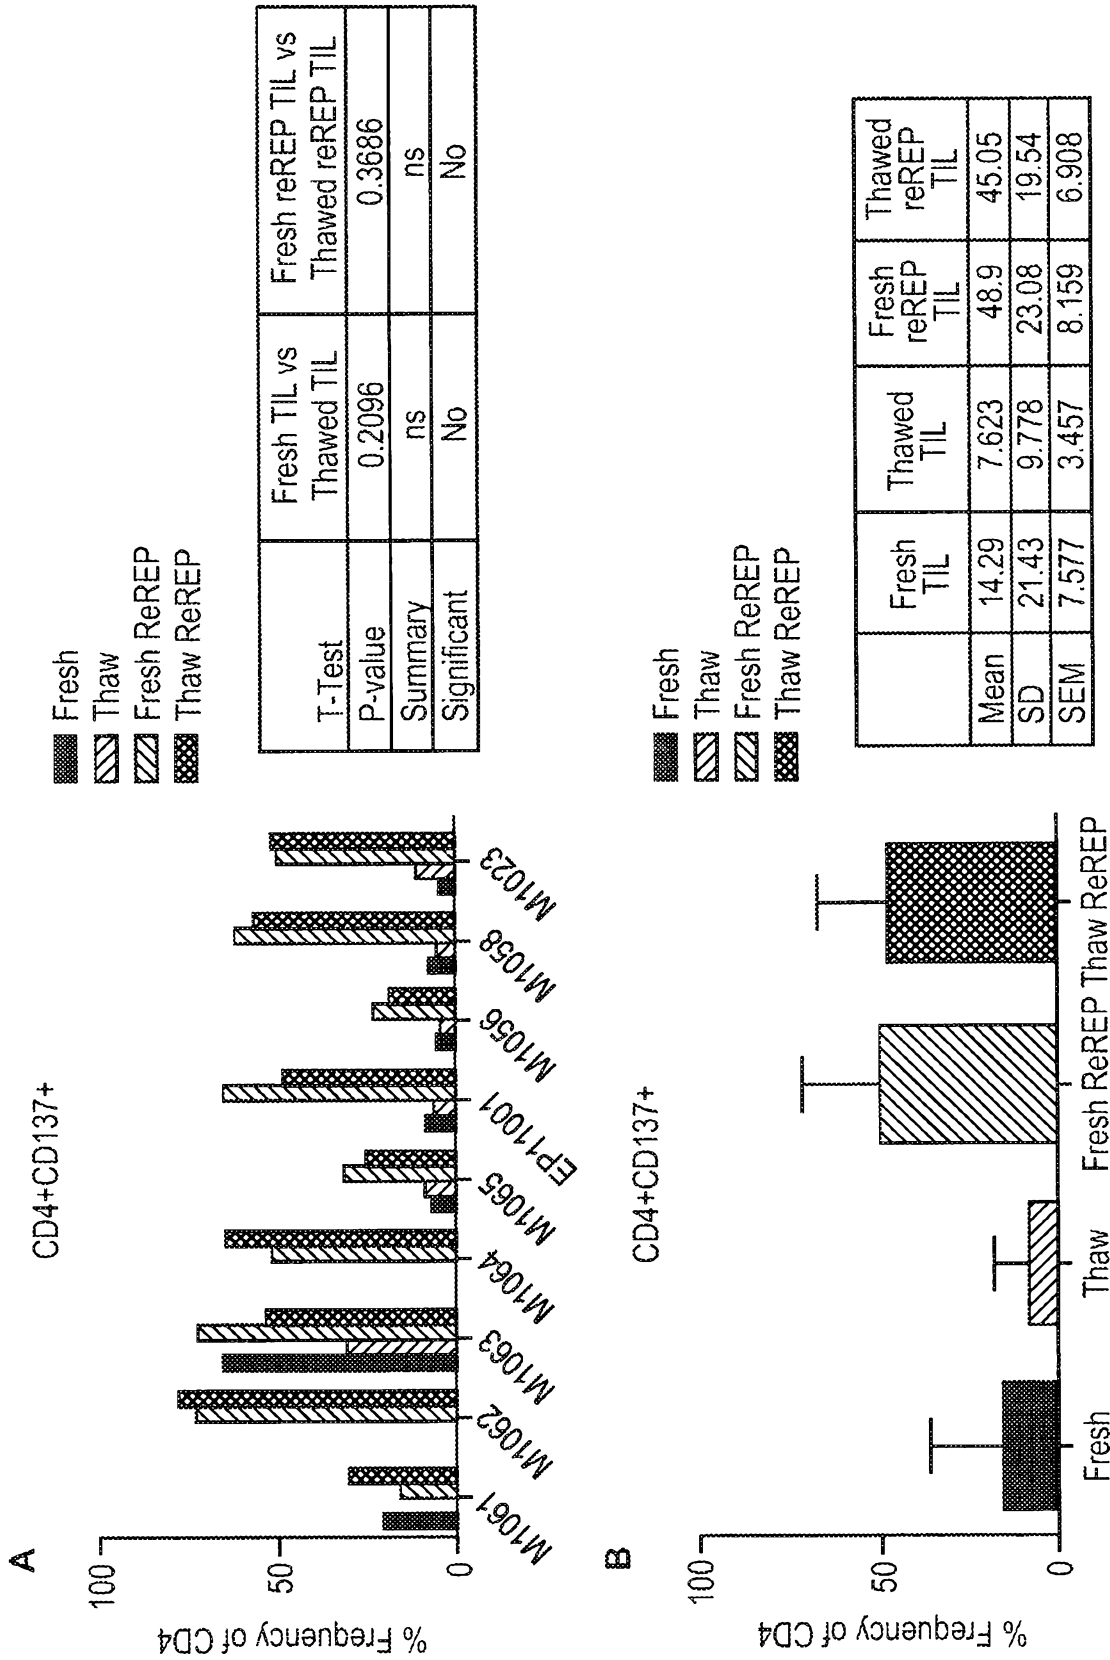 A
CD4+CD137+
% Frequency of CD4
100
50
0
M1061
M1062
M1063
M1064
M1065
EP11001
M1056
M1058
M1023
Fresh
Thaw
Fresh ReREP
Thaw ReREP
T-Test
Fresh TIL vs
Thawed TIL
Fresh reREP TIL vs
Thawed reREP TIL
P-value
0.2096
0.3686
Summary
ns
ns
Significant
No
No
B
CD4+CD137+
% Frequency of CD4
100
50
0
Fresh
Thaw
Fresh ReREP
Thaw ReREP
Fresh
Thaw
Fresh ReREP
Thaw ReREP
Fresh
TIL
Thawed
TIL
Fresh
reREP
TIL
Thawed
reREP
TIL
Mean
14.29
7.623
48.9
45.05
SD
21.43
9.778
23.08
19.54
SEM
7.577
3.457
8.159
6.908